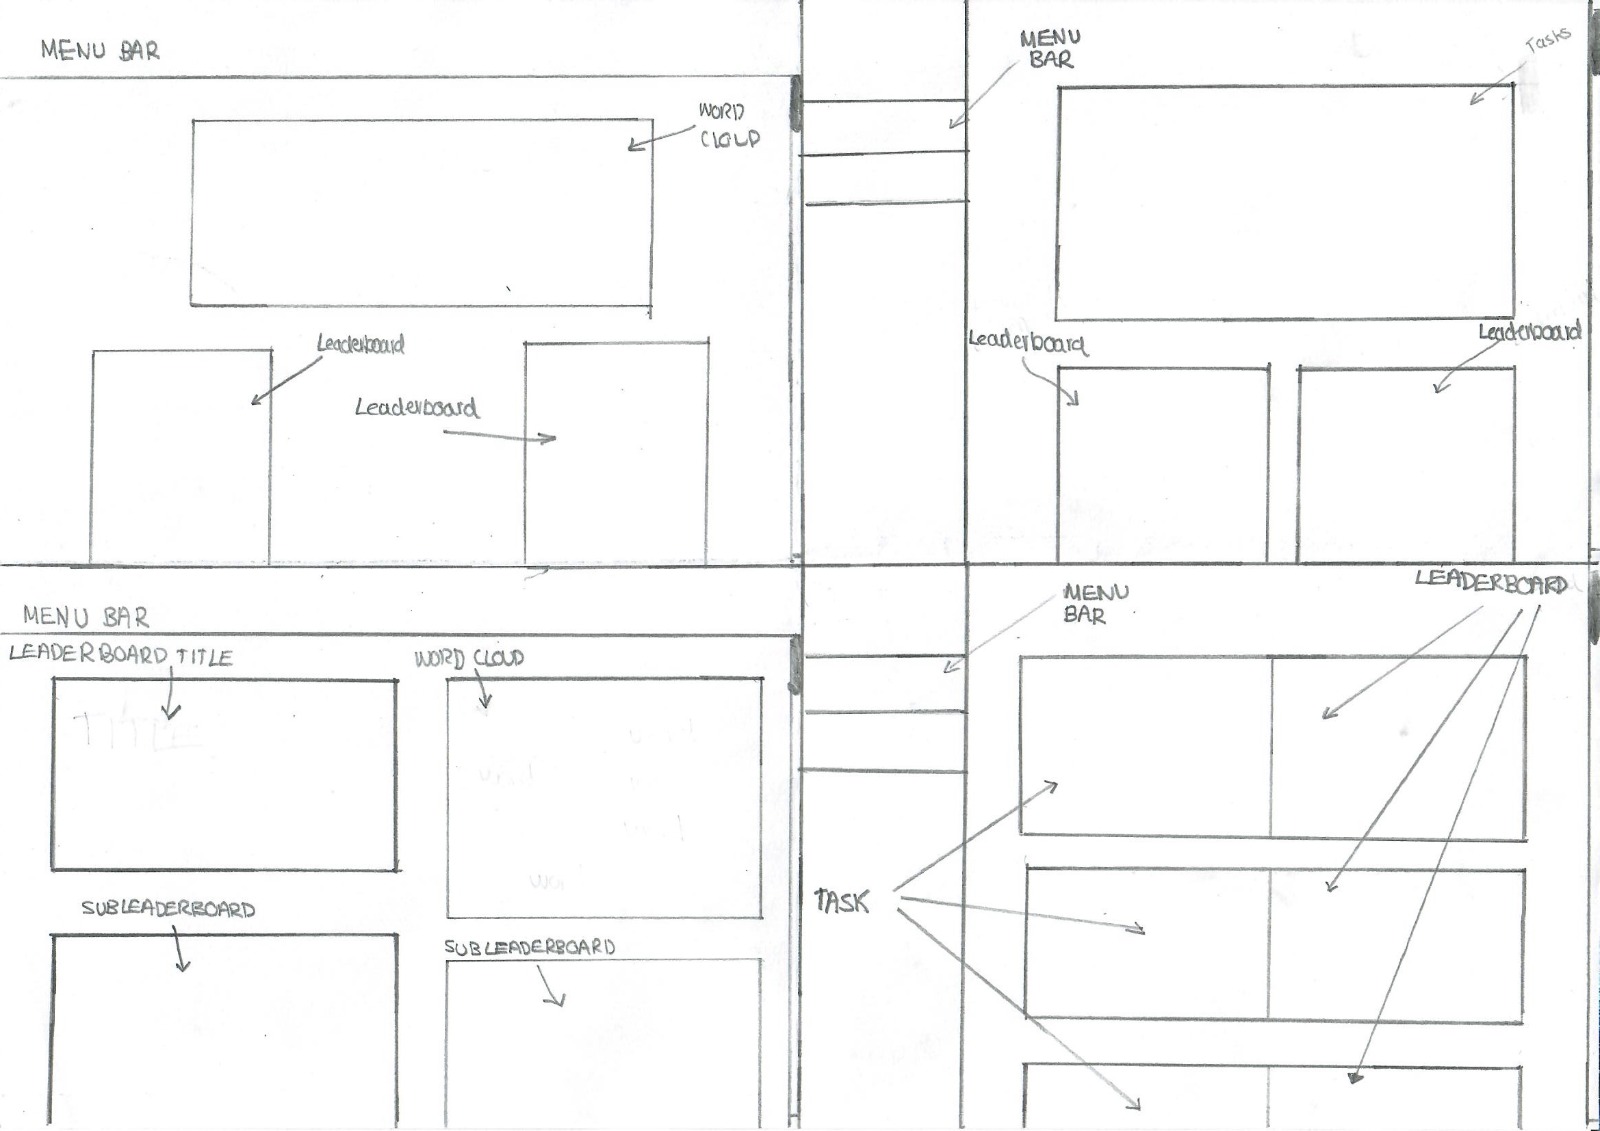 MENU BAR
WORD
CLOUD
Leaderboard
Leaderboard
MENU
BAR
Tasks
Leaderboard
Leaderboard
MENU BAR
LEADERBOARD TITLE
WORD CLOUD
TITLE
SUBLEADERBOARD
SUBLEADERBOARD
MENU
BAR
LEADERBOARD
TASK